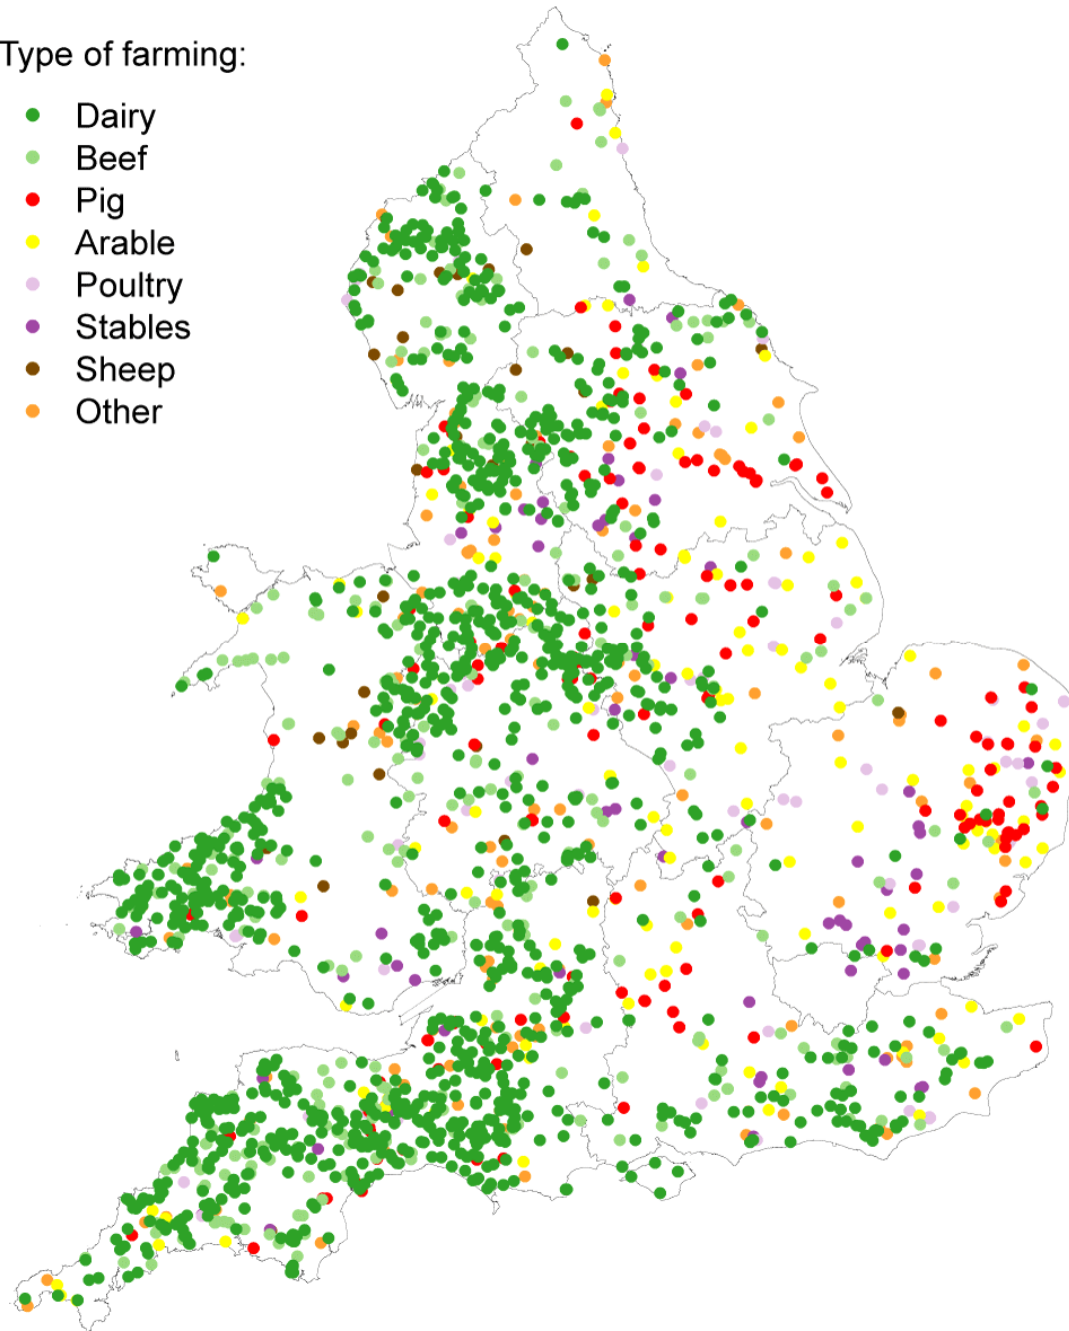 Type of farming:
Dairy
Beef
Pig
Arable
Poultry
Stables
Sheep
Other